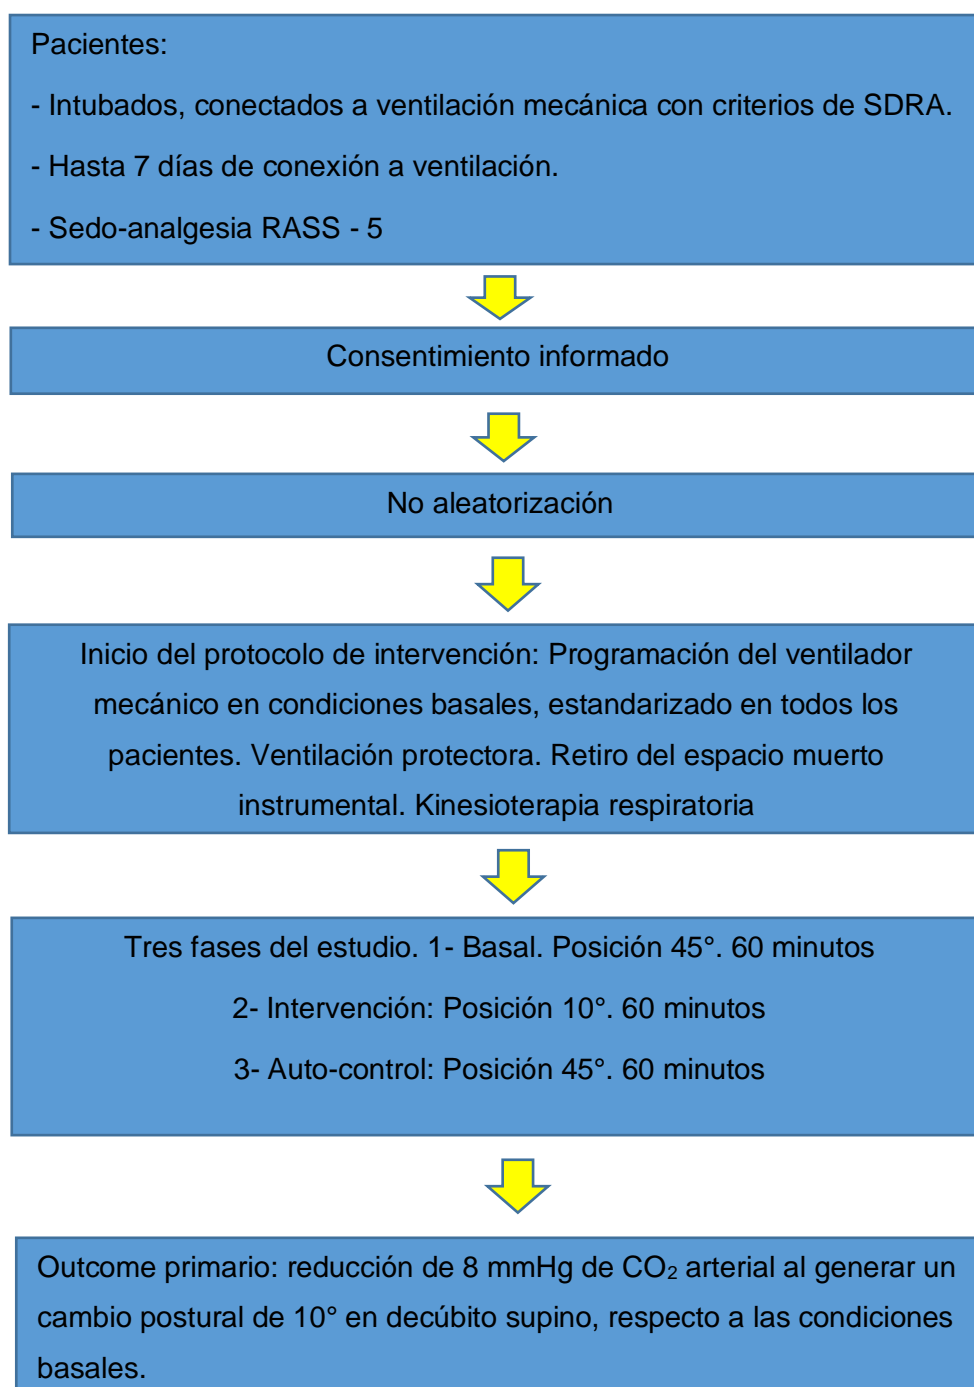 Pacientes:
- Intubados, conectados a ventilación mecánica con criterios de SDRA.
- Hasta 7 días de conexión a ventilación.
- Sedo-analgesia RASS - 5
Consentimiento informado
No aleatorización
Inicio del protocolo de intervención: Programación del ventilador
mecánico en condiciones basales, estandarizado en todos los
pacientes. Ventilación protectora. Retiro del espacio muerto
instrumental. Kinesioterapia respiratoria
Tres fases del estudio. 1- Basal. Posición 45°. 60 minutos
2- Intervención: Posición 10°. 60 minutos
3- Auto-control: Posición 45°. 60 minutos
Outcome primario: reducción de 8 mmHg de CO₂ arterial al generar un
cambio postural de 10° en decúbito supino, respecto a las condiciones
basales.